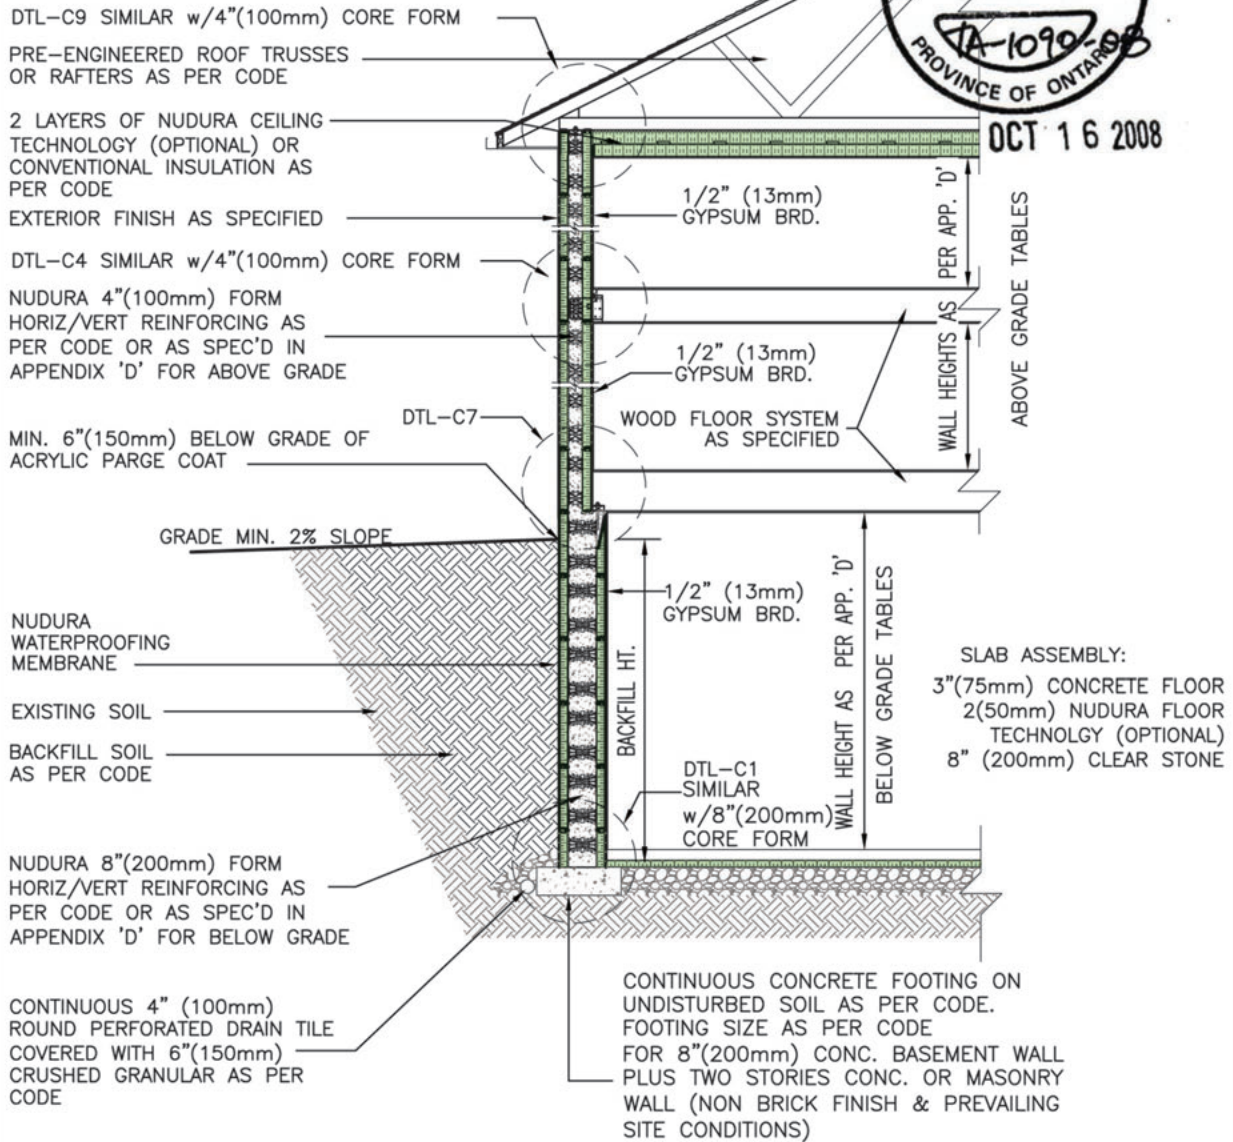 DTL-C9 SIMILAR w/4"(100mm) CORE FORM
PRE-ENGINEERED ROOF TRUSSES
OR RAFTERS AS PER CODE
2 LAYERS OF NUDURA CEILING
TECHNOLOGY (OPTIONAL) OR
CONVENTIONAL INSULATION AS
PER CODE
EXTERIOR FINISH AS SPECIFIED
DTL-C4 SIMILAR w/4"(100mm) CORE FORM
NUDURA 4"(100mm) FORM
HORIZ/VERT REINFORCING AS
PER CODE OR AS SPEC'D IN
APPENDIX 'D' FOR ABOVE GRADE
DTL-C7
MIN. 6"(150mm) BELOW GRADE OF
ACRYLIC PARGE COAT
GRADE MIN. 2% SLOPE
NUDURA
WATERPROOFING
MEMBRANE
EXISTING SOIL
BACKFILL SOIL
AS PER CODE
NUDURA 8"(200mm) FORM
HORIZ/VERT REINFORCING AS
PER CODE OR AS SPEC'D IN
APPENDIX 'D' FOR BELOW GRADE
CONTINUOUS 4" (100mm)
ROUND PERFORATED DRAIN TILE
COVERED WITH 6"(150mm)
CRUSHED GRANULAR AS PER
CODE
1A-1090-08
PROVINCE OF ONTARIO
OCT 16 2008
1/2" (13mm)
GYPSUM BRD.
1/2" (13mm)
GYPSUM BRD.
WOOD FLOOR SYSTEM
AS SPECIFIED
WALL HEIGHTS AS PER APP. 'D'
ABOVE GRADE TABLES
1/2" (13mm)
GYPSUM BRD.
BACKFILL HT.
WALL HEIGHT AS PER APP. 'D'
BELOW GRADE TABLES
DTL-C1
SIMILAR
w/8"(200mm)
CORE FORM
SLAB ASSEMBLY:
3"(75mm) CONCRETE FLOOR
2(50mm) NUDURA FLOOR
TECHNOLGY (OPTIONAL)
8" (200mm) CLEAR STONE
CONTINUOUS CONCRETE FOOTING ON
UNDISTURBED SOIL AS PER CODE.
FOOTING SIZE AS PER CODE
FOR 8"(200mm) CONC. BASEMENT WALL
PLUS TWO STORIES CONC. OR MASONRY
WALL (NON BRICK FINISH & PREVAILING
SITE CONDITIONS)